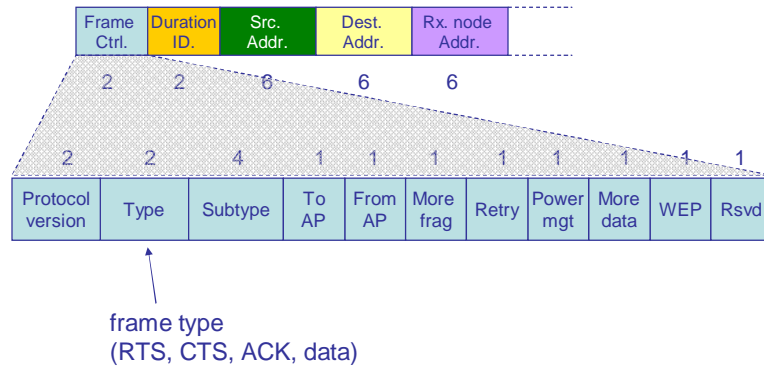 Frame Duration Src. Dest. Rx. node
Ctrl. ID. Addr. Addr. Addr.
2 2 6 6 6
2 2 4 1 1 1 1 1 1 1 1
Protocol To From More Power More
version Type Subtype AP AP frag Retry mgt data WEP Rsvd
frame type
(RTS, CTS, ACK, data)